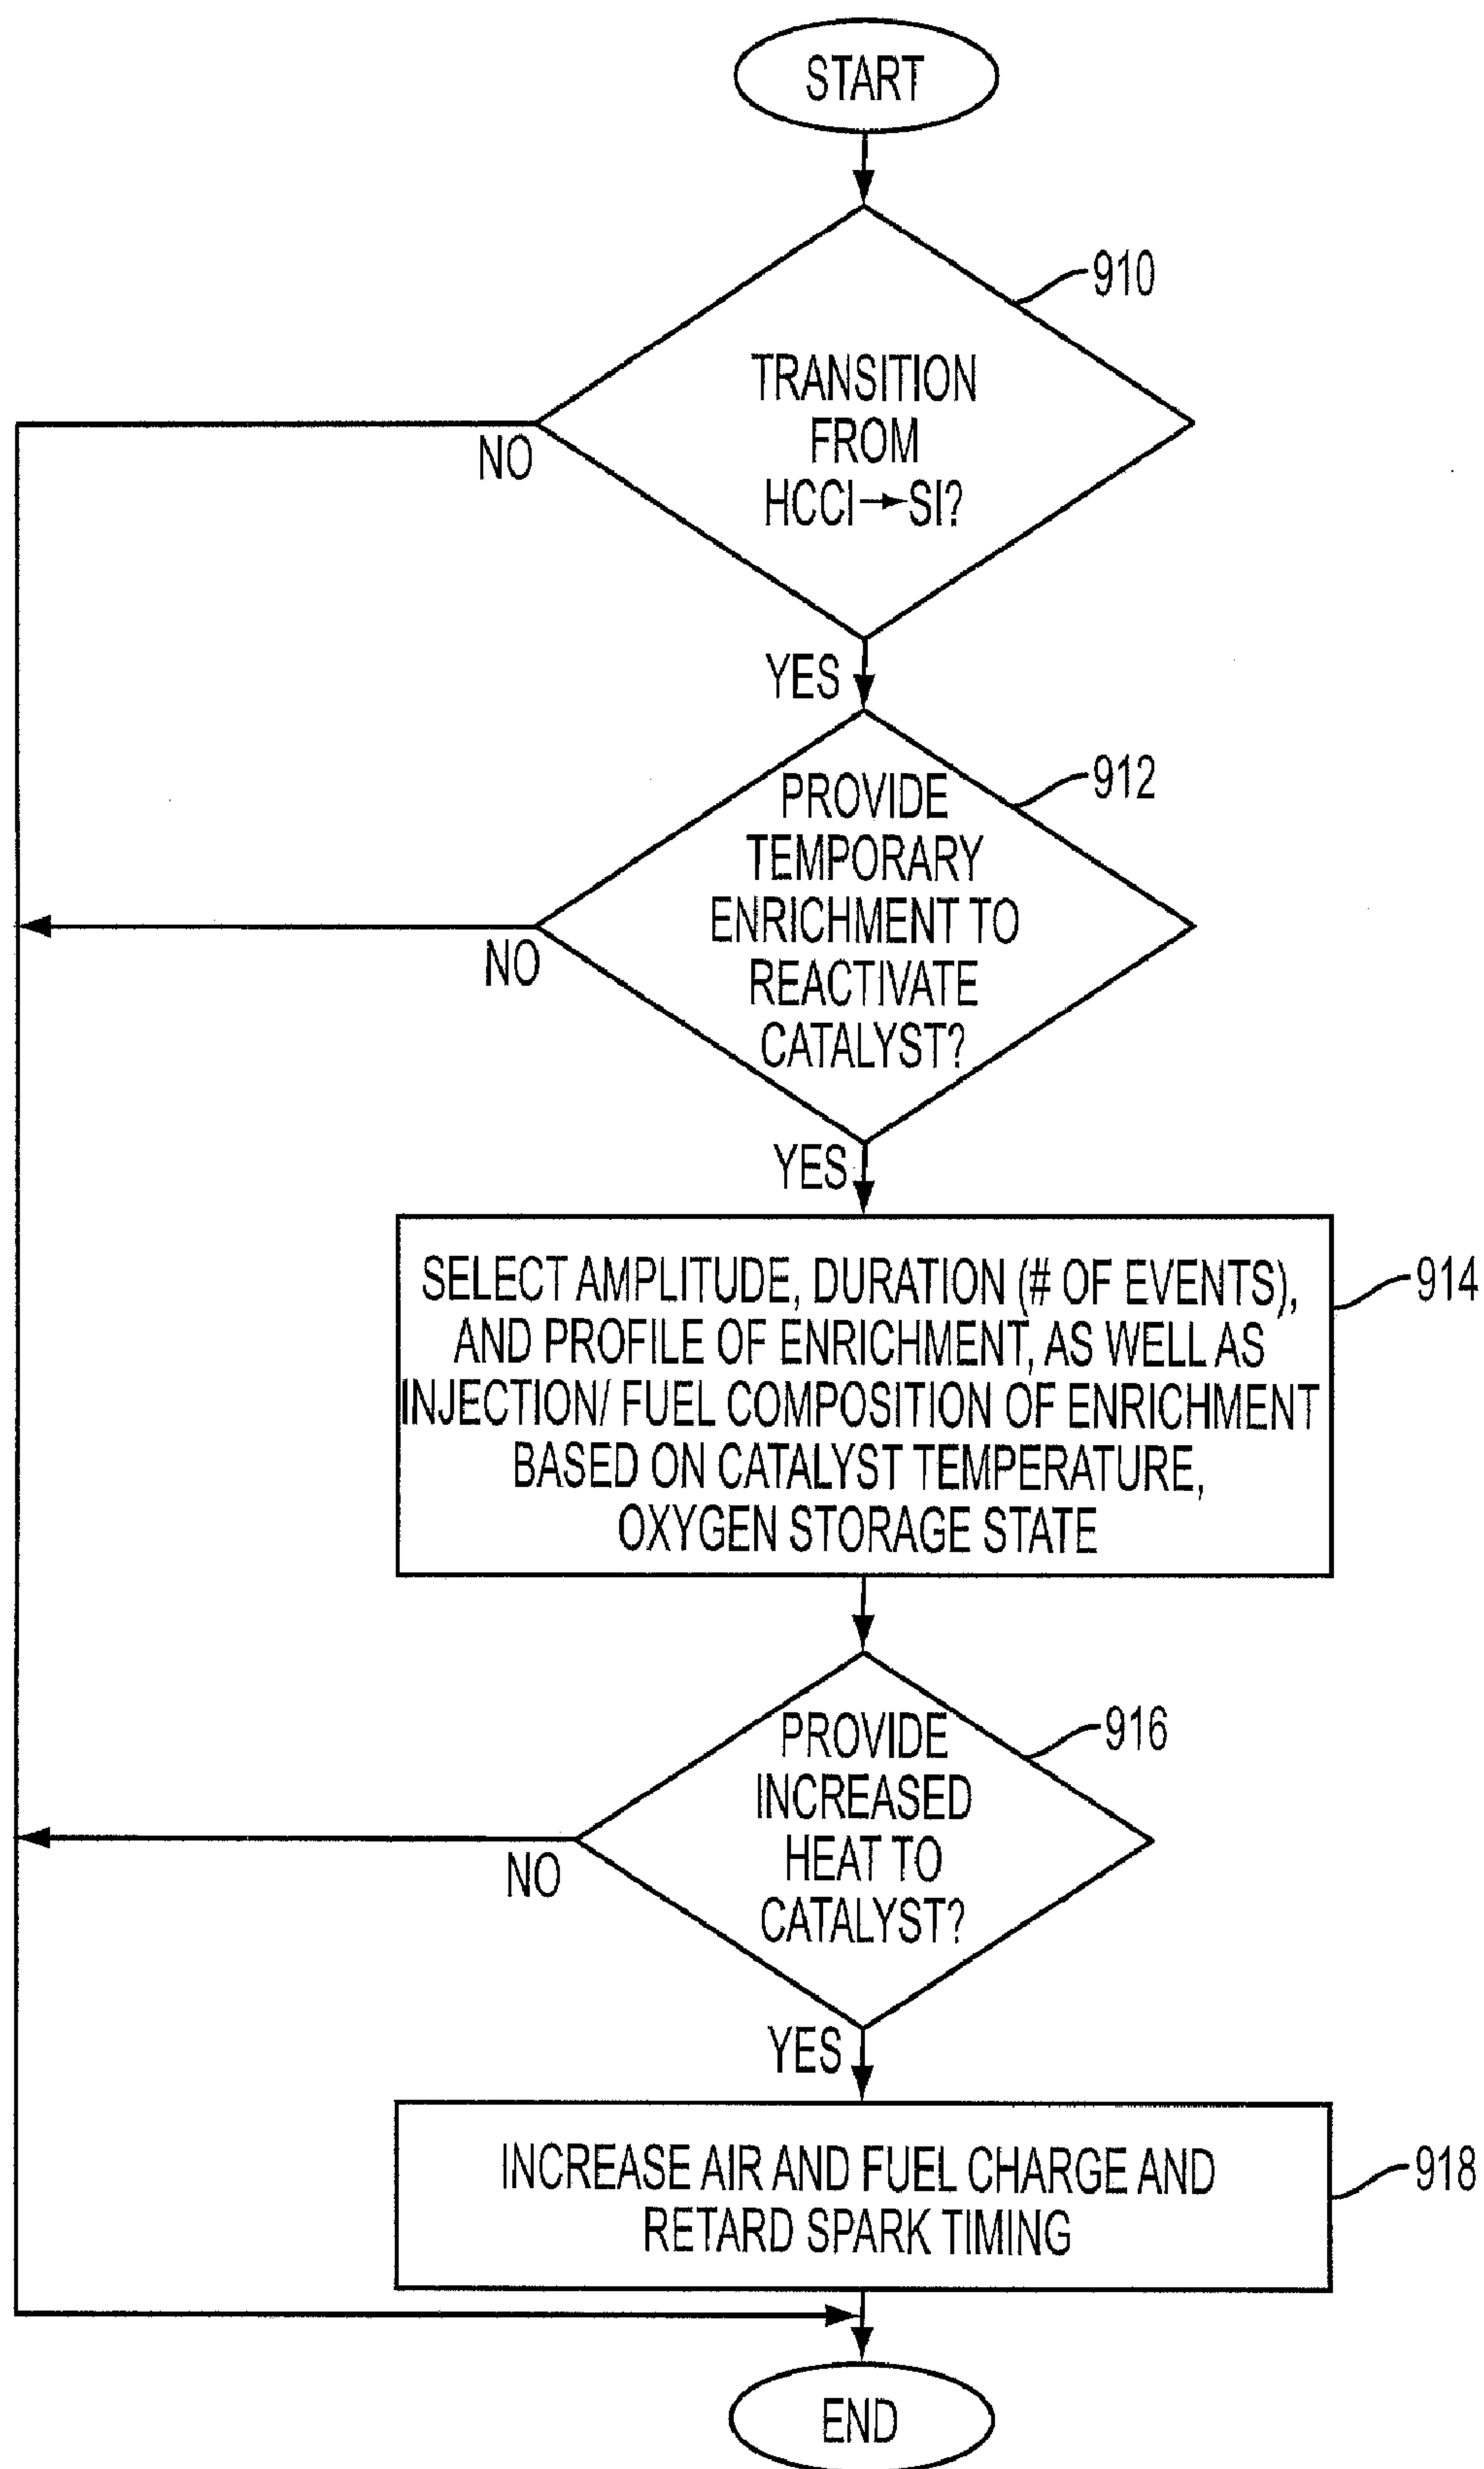 START
910
TRANSITION
FROM
HCCI→SI?
NO
YES
912
PROVIDE
TEMPORARY
ENRICHMENT TO
REACTIVATE
CATALYST?
NO
YES
914
SELECT AMPLITUDE, DURATION (# OF EVENTS),
AND PROFILE OF ENRICHMENT, AS WELL AS
INJECTION/ FUEL COMPOSITION OF ENRICHMENT
BASED ON CATALYST TEMPERATURE,
OXYGEN STORAGE STATE
916
PROVIDE
INCREASED
HEAT TO
CATALYST?
NO
YES
918
INCREASE AIR AND FUEL CHARGE AND
RETARD SPARK TIMING
END